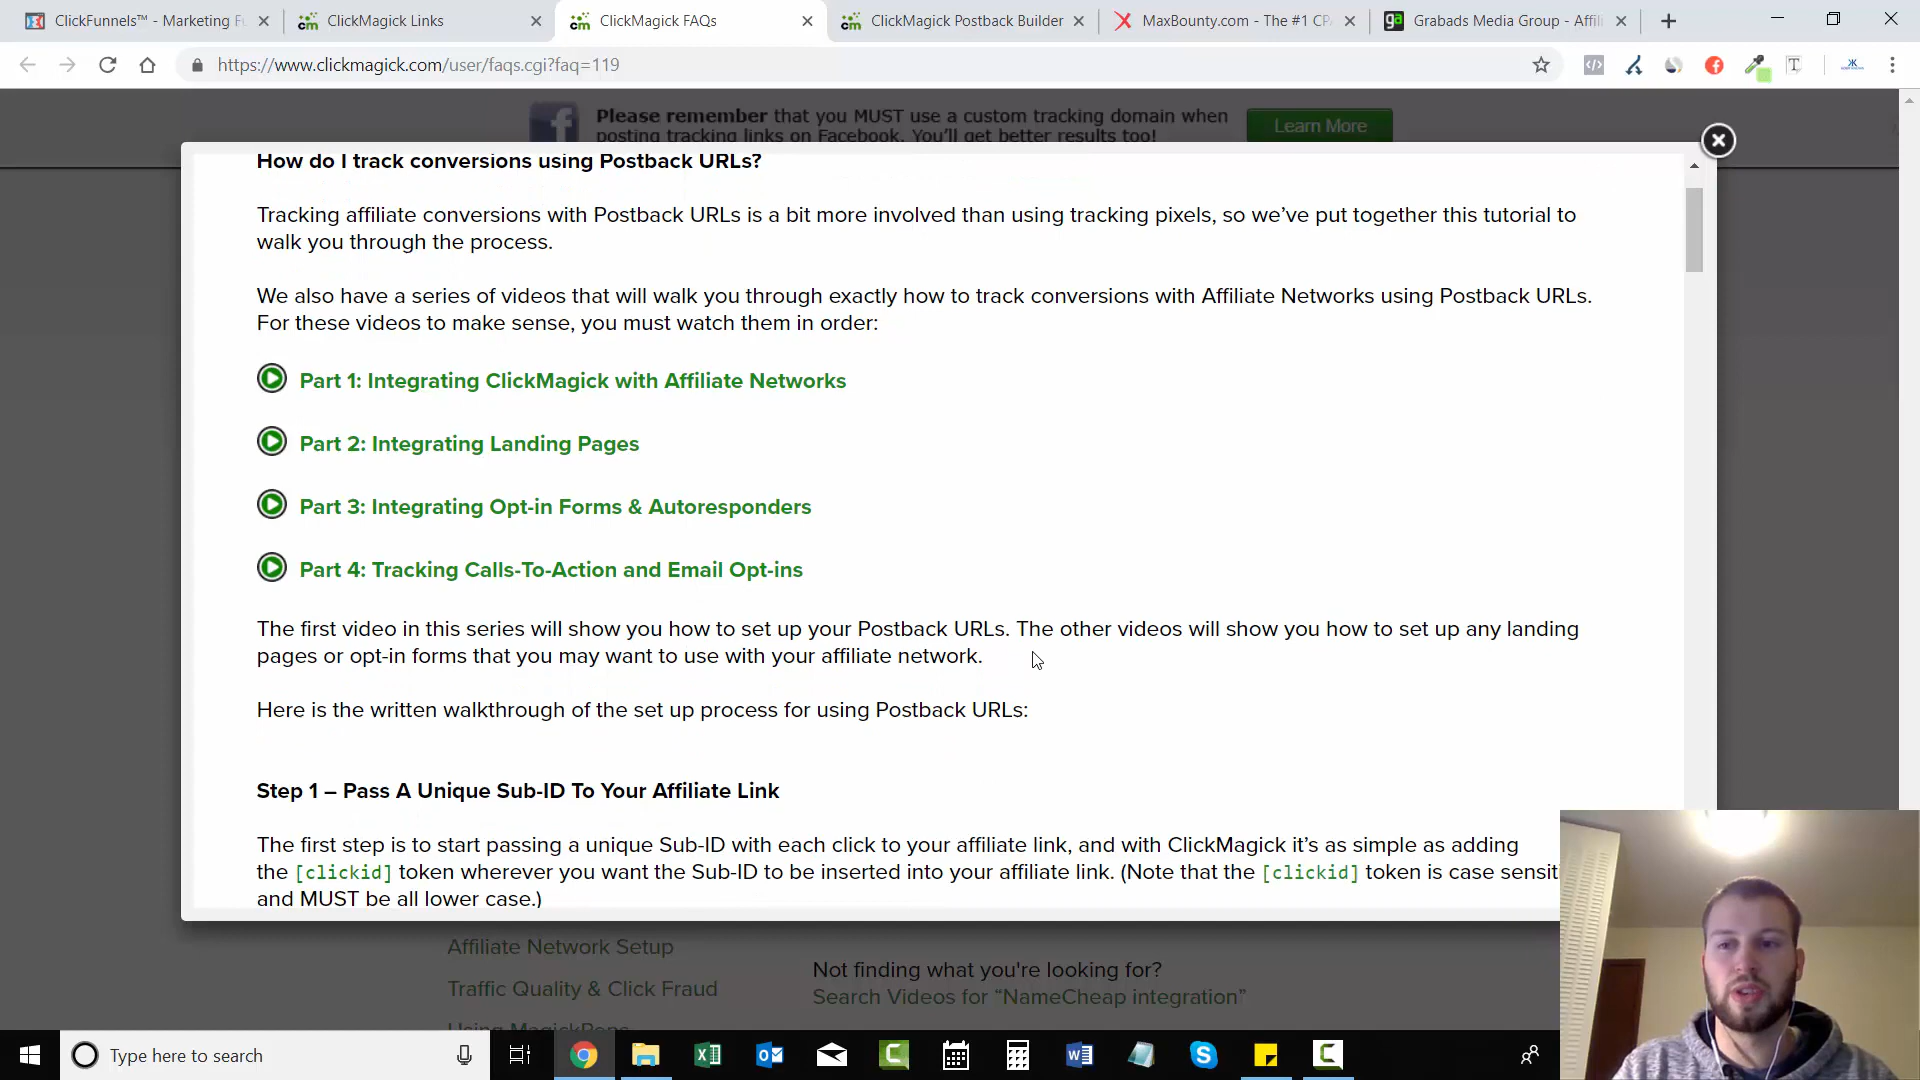 ClickFunnels™ - Marketing Fu
ClickMagick Links
ClickMagick FAQs
ClickMagick Postback Builder
MaxBounty.com - The #1 CP
Grabads Media Group - Affili
https://www.clickmagick.com/user/faqs.cgi?faq=119
Please remember that you MUST use a custom tracking domain when
posting tracking links on Facebook. You'll get better results too!
Learn More
How do I track conversions using Postback URLs?
Tracking affiliate conversions with Postback URLs is a bit more involved than using tracking pixels, so we've put together this tutorial to
walk you through the process.
We also have a series of videos that will walk you through exactly how to track conversions with Affiliate Networks using Postback URLs.
For these videos to make sense, you must watch them in order:
Part 1: Integrating ClickMagick with Affiliate Networks
Part 2: Integrating Landing Pages
Part 3: Integrating Opt-in Forms & Autoresponders
Part 4: Tracking Calls-To-Action and Email Opt-ins
The first video in this series will show you how to set up your Postback URLs. The other videos will show you how to set up any landing
pages or opt-in forms that you may want to use with your affiliate network.
Here is the written walkthrough of the set up process for using Postback URLs:
Step 1 – Pass A Unique Sub-ID To Your Affiliate Link
The first step is to start passing a unique Sub-ID with each click to your affiliate link, and with ClickMagick it's as simple as adding
the [clickid] token wherever you want the Sub-ID to be inserted into your affiliate link. (Note that the [clickid] token is case sensiti
and MUST be all lower case.)
Affiliate Network Setup
Traffic Quality & Click Fraud
Using MagickPops
Not finding what you're looking for?
Search Videos for "NameCheap integration"
Type here to search